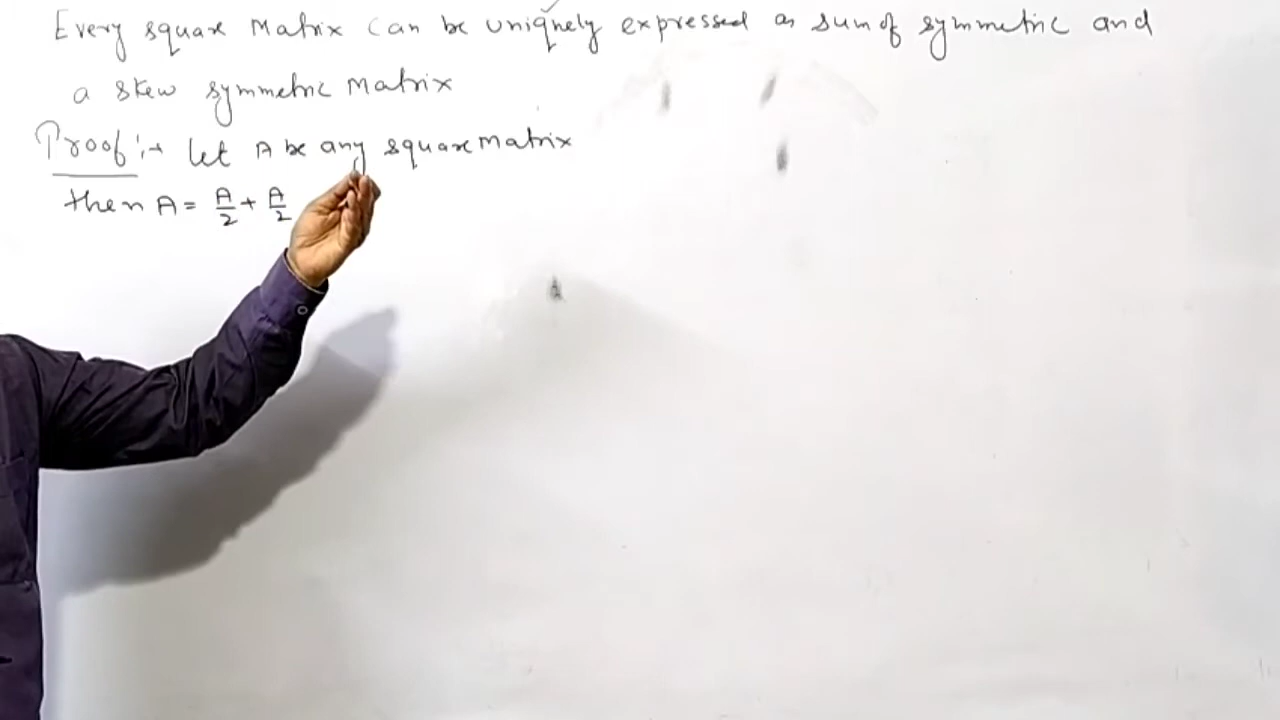 Every square Matrix can be uniquely expressed as sum of symmetric and
a skew symmetric Matrix
Proof :→ Let A be any square Matrix
then A = A/2 + A/2